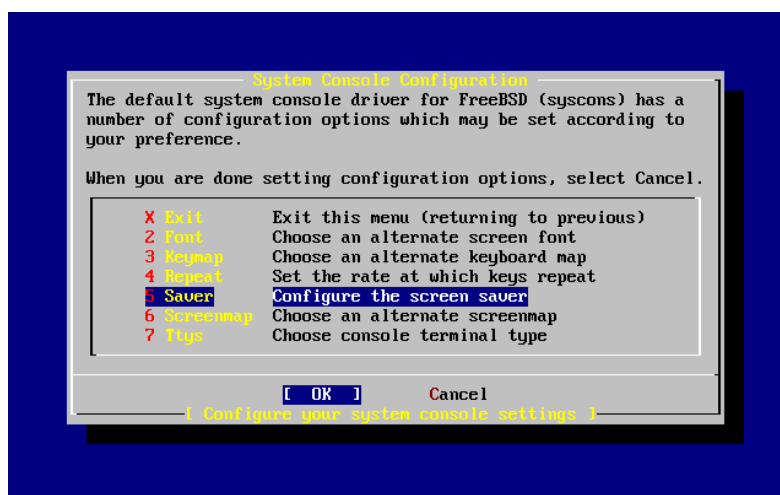 System Console Configuration
The default system console driver for FreeBSD (syscons) has a
number of configuration options which may be set according to
your preference.
When you are done setting configuration options, select Cancel.
X Exit Exit this menu (returning to previous)
2 Font Choose an alternate screen font
3 Keymap Choose an alternate keyboard map
4 Repeat Set the rate at which keys repeat
5 Saver Configure the screen saver
6 Screenmap Choose an alternate screenmap
7 Ttys Choose console terminal type
[ OK ] Cancel
[ Configure your system console settings ]